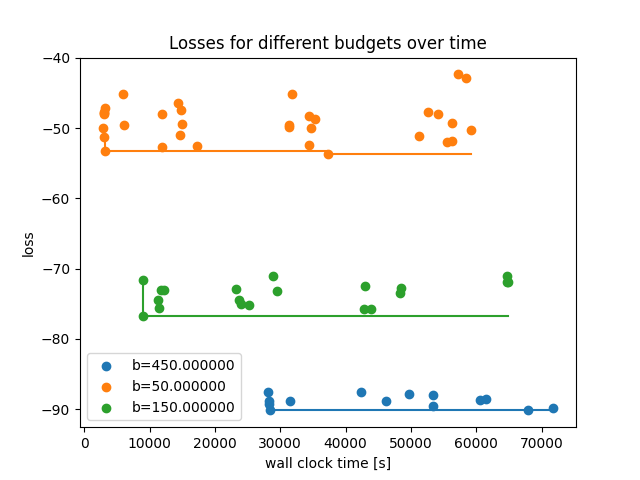 Losses for different budgets over time
−40
−50
−60
−70
−80
−90
loss
b=450.000000
b=50.000000
b=150.000000
0 10000 20000 30000 40000 50000 60000 70000
wall clock time [s]